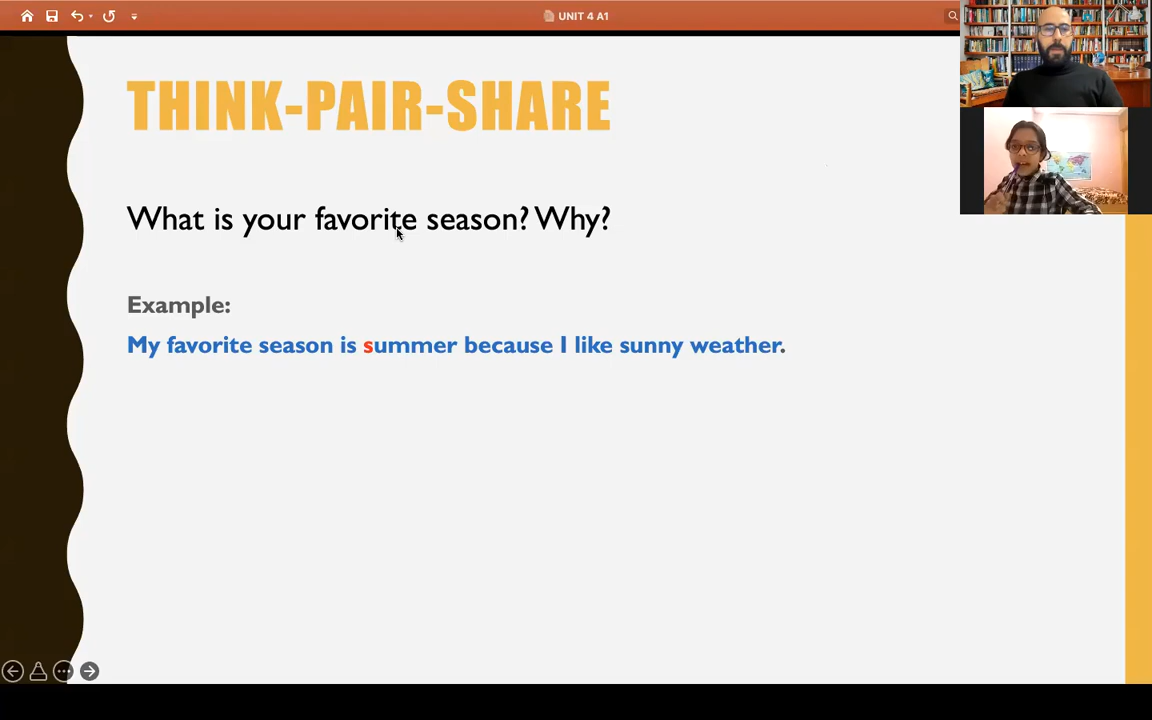 UNIT 4 A1
THINK-PAIR-SHARE
What is your favorite season? Why?
Example:
My favorite season is summer because I like sunny weather.